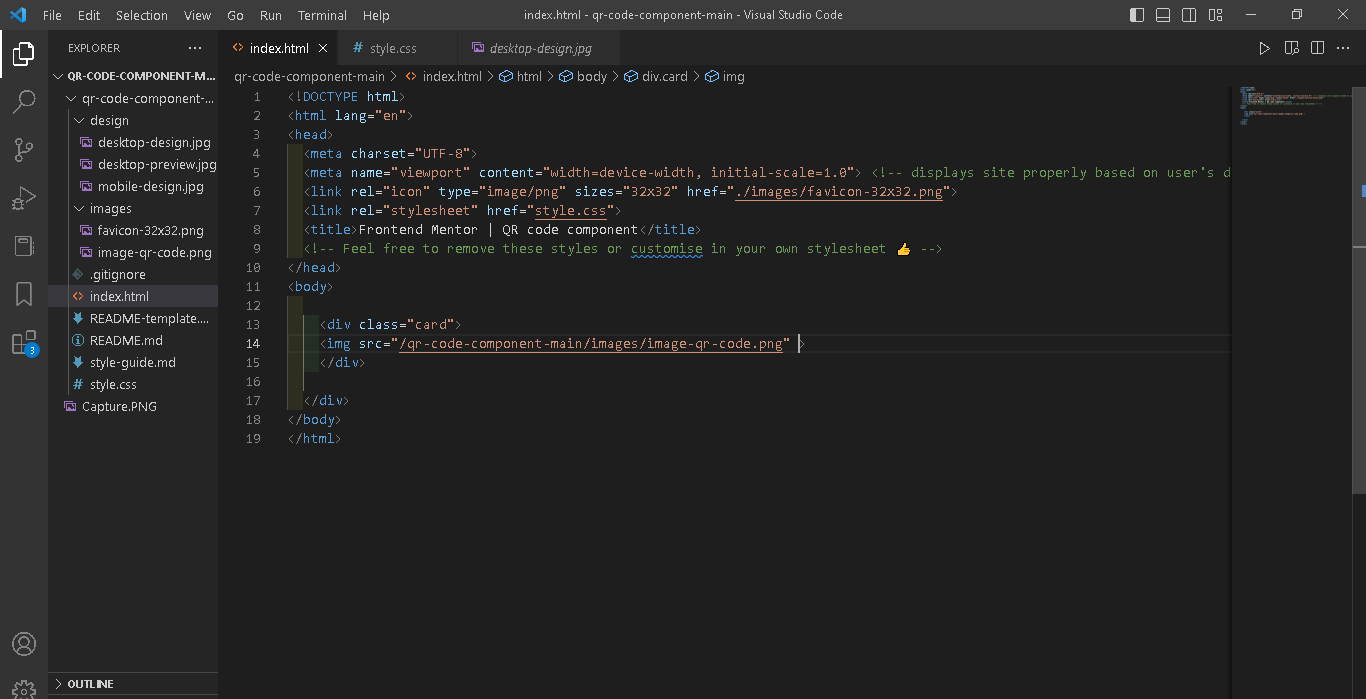 File Edit Selection View Go Run Terminal Help
index.html - qr-code-component-main - Visual Studio Code
EXPLORER
QR-CODE-COMPONENT-M...
qr-code-component-...
design
desktop-design.jpg
desktop-preview.jpg
mobile-design.jpg
images
favicon-32x32.png
image-qr-code.png
.gitignore
index.html
README-template....
README.md
style-guide.md
style.css
Capture.PNG
OUTLINE
3
index.html style.css desktop-design.jpg
qr-code-component-main > index.html > html > body > div.card > img
1 <!DOCTYPE html>
2 <html lang="en">
3 <head>
4 <meta charset="UTF-8">
5 <meta name="viewport" content="width=device-width, initial-scale=1.0"> <!-- displays site properly based on user's d
6 <link rel="icon" type="image/png" sizes="32x32" href="./images/favicon-32x32.png">
7 <link rel="stylesheet" href="style.css">
8 <title>Frontend Mentor | QR code component</title>
9 <!-- Feel free to remove these styles or customise in your own stylesheet 👍 -->
10 </head>
11 <body>
12
13 <div class="card">
14 <img src="/qr-code-component-main/images/image-qr-code.png" >
15 </div>
16
17 </div>
18 </body>
19 </html>